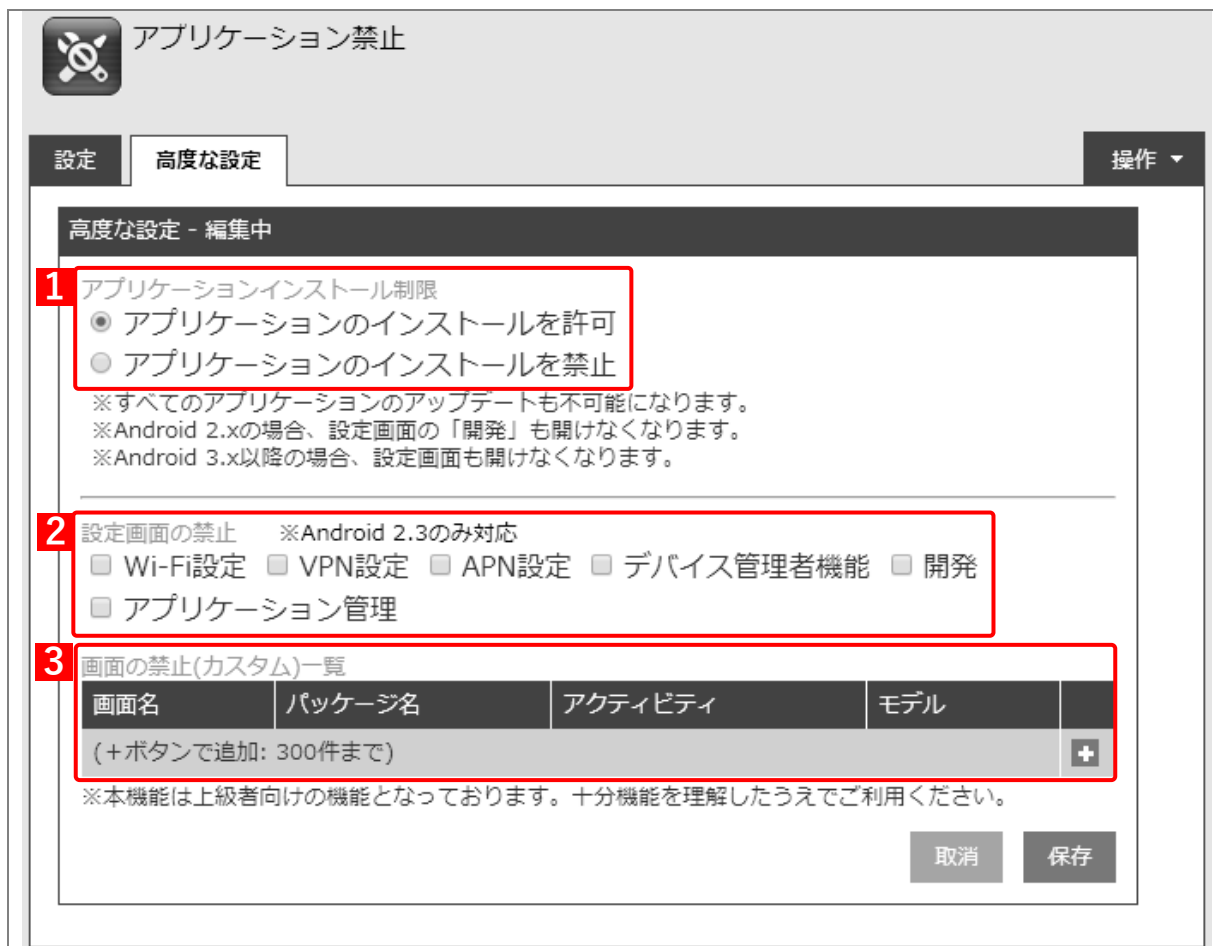 アプリケーション禁止
設定 高度な設定 操作
高度な設定 - 編集中
1 アプリケーションインストール制限
アプリケーションのインストールを許可
アプリケーションのインストールを禁止
※すべてのアプリケーションのアップデートも不可能になります。
※Android 2.xの場合、設定画面の「開発」も開けなくなります。
※Android 3.x以降の場合、設定画面も開けなくなります。
2 設定画面の禁止 ※Android 2.3のみ対応
Wi-Fi設定 VPN設定 APN設定 デバイス管理者機能 開発
アプリケーション管理
3 画面の禁止(カスタム)一覧
画面名 パッケージ名 アクティビティ モデル
(+ボタンで追加: 300件まで)
※本機能は上級者向けの機能となっております。十分機能を理解したうえでご利用ください。
取消 保存